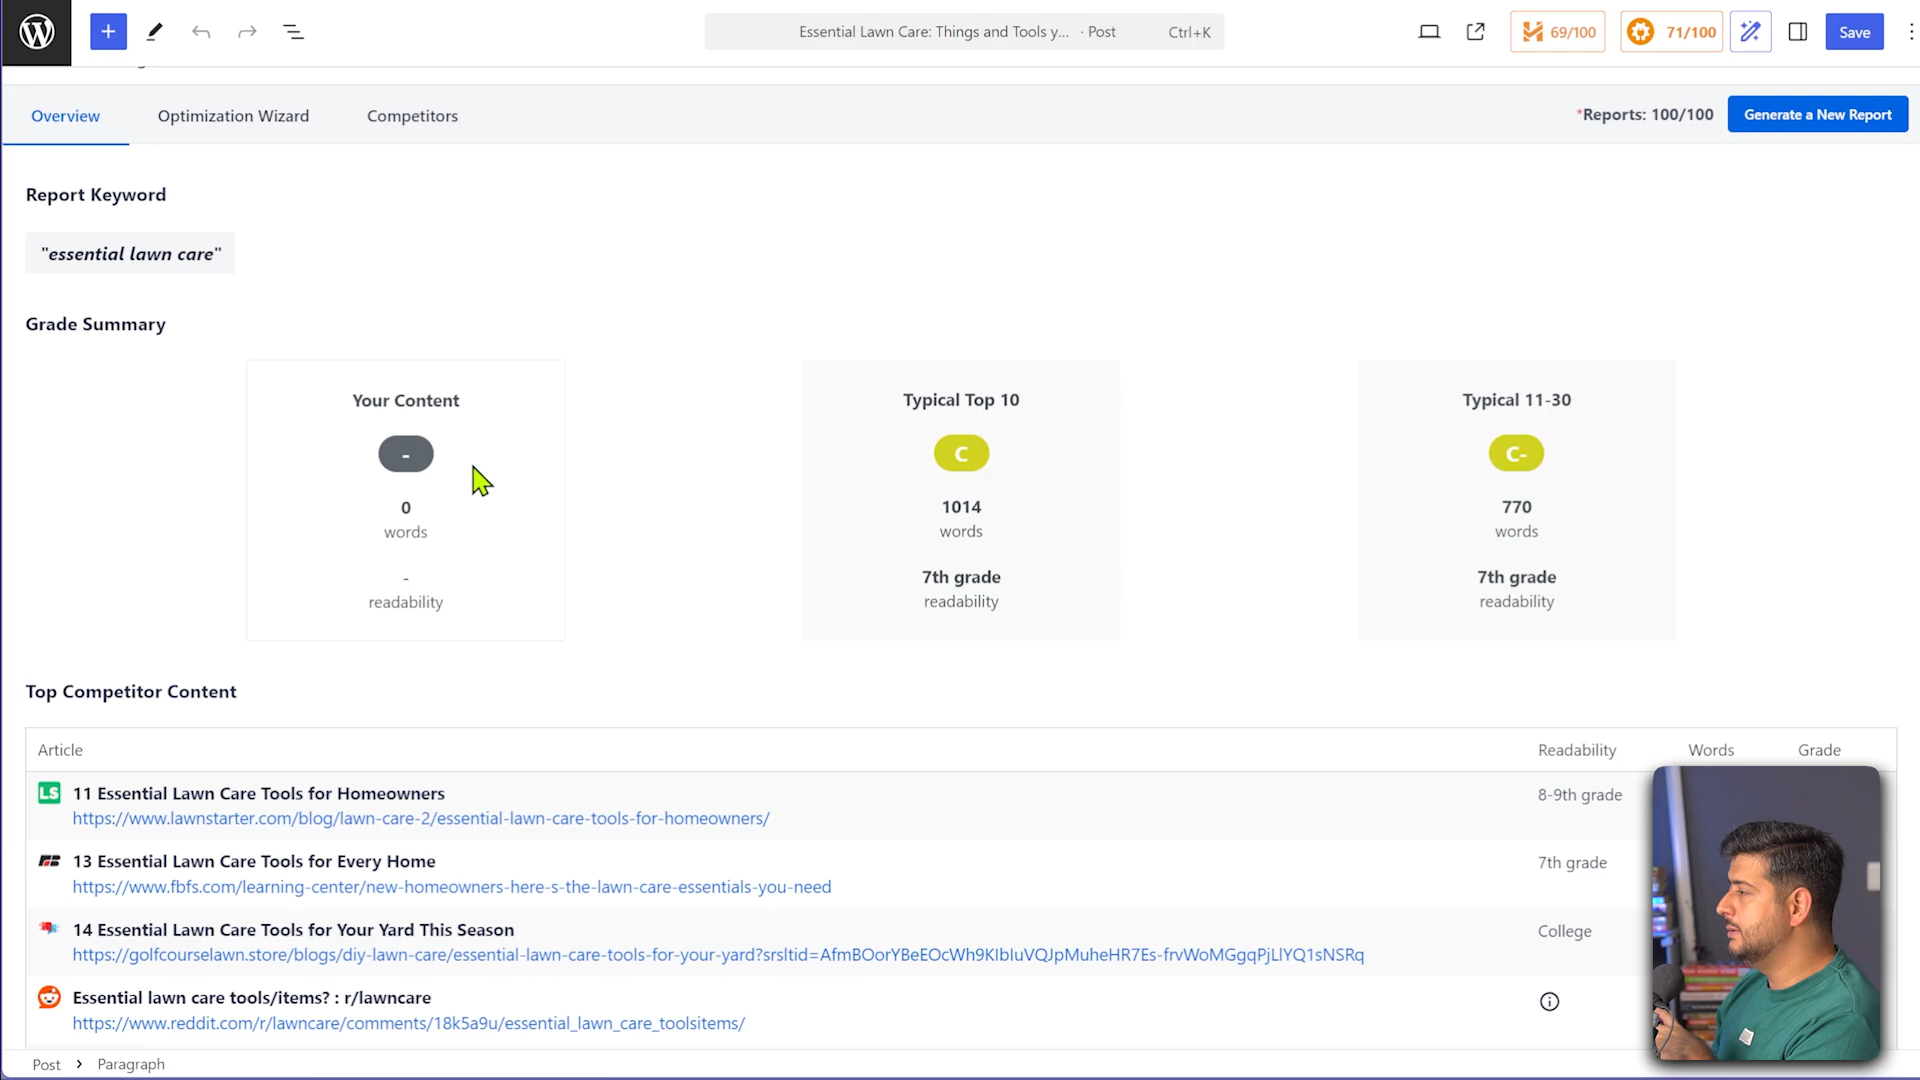 Essential Lawn Care: Things and Tools y... · Post Ctrl+K
69/100
71/100
Save
Overview
Optimization Wizard
Competitors
*Reports: 100/100
Generate a New Report
Report Keyword
"essential lawn care"
Grade Summary
Your Content
-
0
words
-
readability
Typical Top 10
C
1014
words
7th grade
readability
Typical 11-30
C-
770
words
7th grade
readability
Top Competitor Content
Article Readability Words Grade
LS 11 Essential Lawn Care Tools for Homeowners
https://www.lawnstarter.com/blog/lawn-care-2/essential-lawn-care-tools-for-homeowners/
8-9th grade
13 Essential Lawn Care Tools for Every Home
https://www.fbfs.com/learning-center/new-homeowners-here-s-the-lawn-care-essentials-you-need
7th grade
14 Essential Lawn Care Tools for Your Yard This Season
https://golfcourselawn.store/blogs/diy-lawn-care/essential-lawn-care-tools-for-your-yard?srsltid=AfmBOorYBeEOcWh9KIbIuVQJpMuheHR7Es-frvWoMGgqPjLlYQ1sNSRq
College
Essential lawn care tools/items? : r/lawncare
https://www.reddit.com/r/lawncare/comments/18k5a9u/essential_lawn_care_toolsitems/
Post > Paragraph